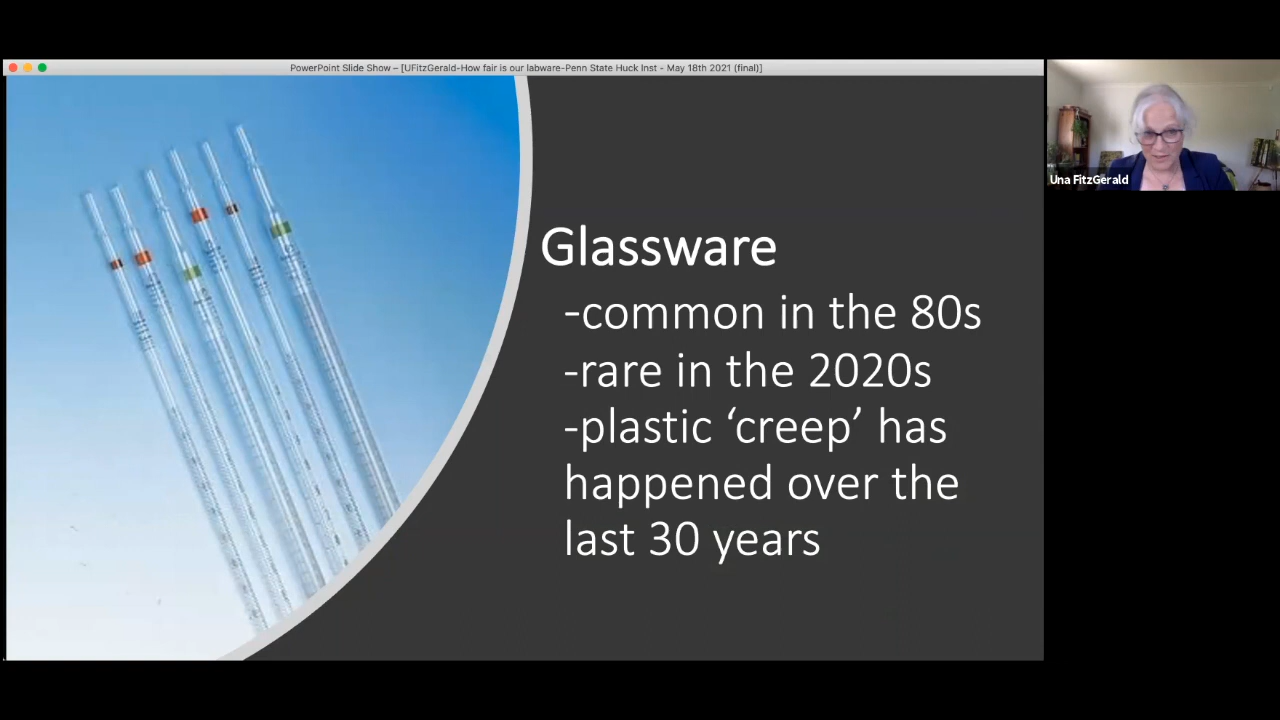 PowerPoint Slide Show – [UFitzGerald-How fair is our labware-Penn State Huck Inst - May 18th 2021 (final)]
Una FitzGerald
Glassware
-common in the 80s
-rare in the 2020s
-plastic ‘creep’ has
happened over the
last 30 years